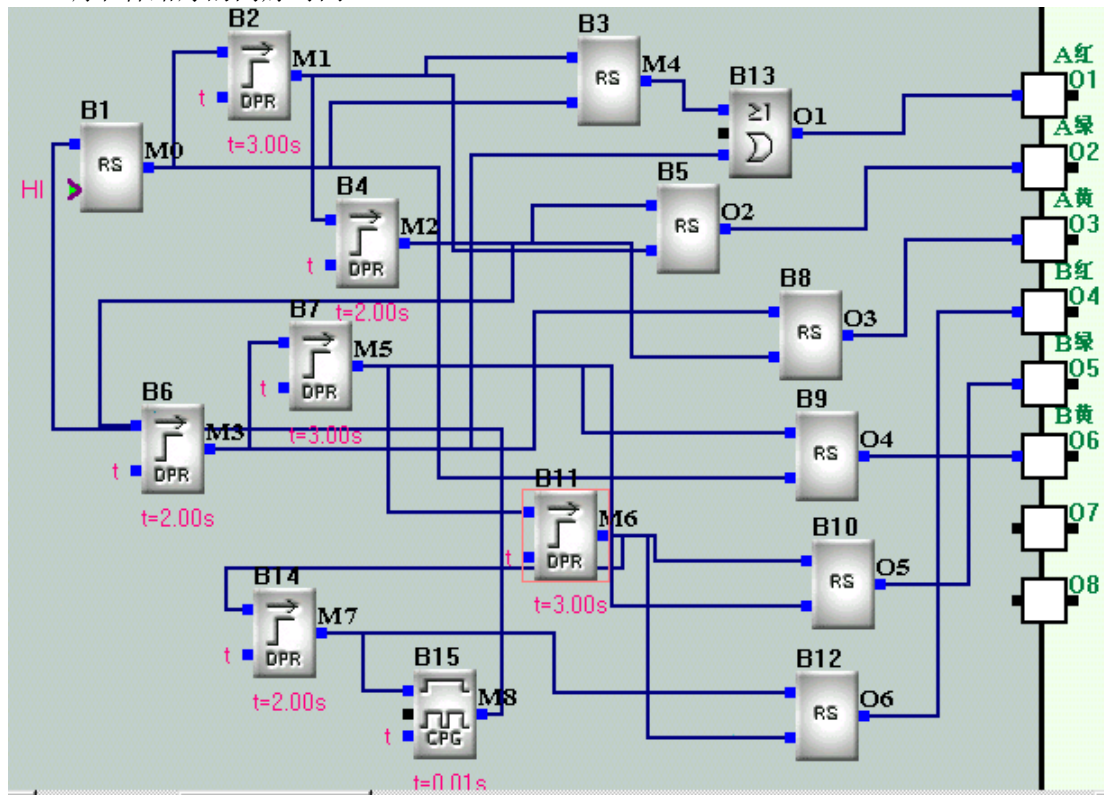 B2
B3
M1
M4
RS
B13
A红
O1
t
DPR
B1
≥1
O1
A绿
RS
M0
t=3.00s
O2
B5
B4
HI
O2
A黄
M2
RS
O3
B8
t
DPR
B红
O4
B7
t=2.00s
O3
RS
M5
B绿
t
DPR
O5
B6
B9
B黄
t=3.00s
M3
O4
O6
RS
t
DPR
B11
t=2.00s
M6
O7
B10
t
DPR
O5
B14
RS
O8
t=3.00s
M7
B15
B12
t
DPR
t=2.00s
M8
O6
RS
t
CPG
t=0.01s